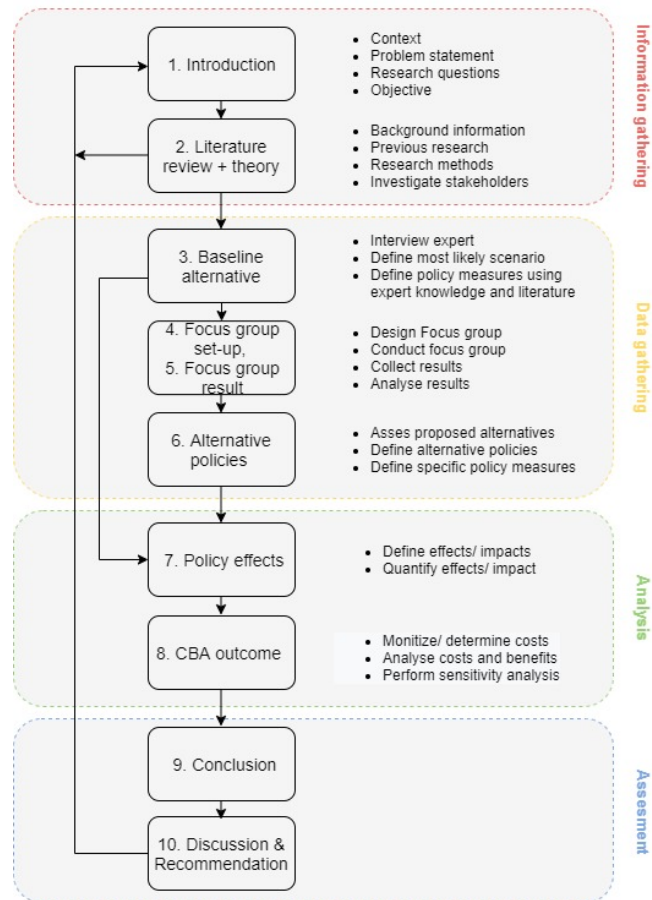 1. Introduction
• Context
• Problem statement
• Research questions
• Objective
2. Literature
review + theory
• Background information
• Previous research
• Research methods
• Investigate stakeholders
Information gathering
3. Baseline
alternative
• Interview expert
• Define most likely scenario
• Define policy measures using
expert knowledge and literature
4. Focus group
set-up,
5. Focus group
result
• Design Focus group
• Conduct focus group
• Collect results
• Analyse results
6. Alternative
policies
• Asses proposed alternatives
• Define alternative policies
• Define specific policy measures
Data gathering
7. Policy effects
• Define effects/ impacts
• Quantify effects/ impact
8. CBA outcome
• Monitize/ determine costs
• Analyse costs and benefits
• Perform sensitivity analysis
Analysis
9. Conclusion
10. Discussion &
Recommendation
Assesment